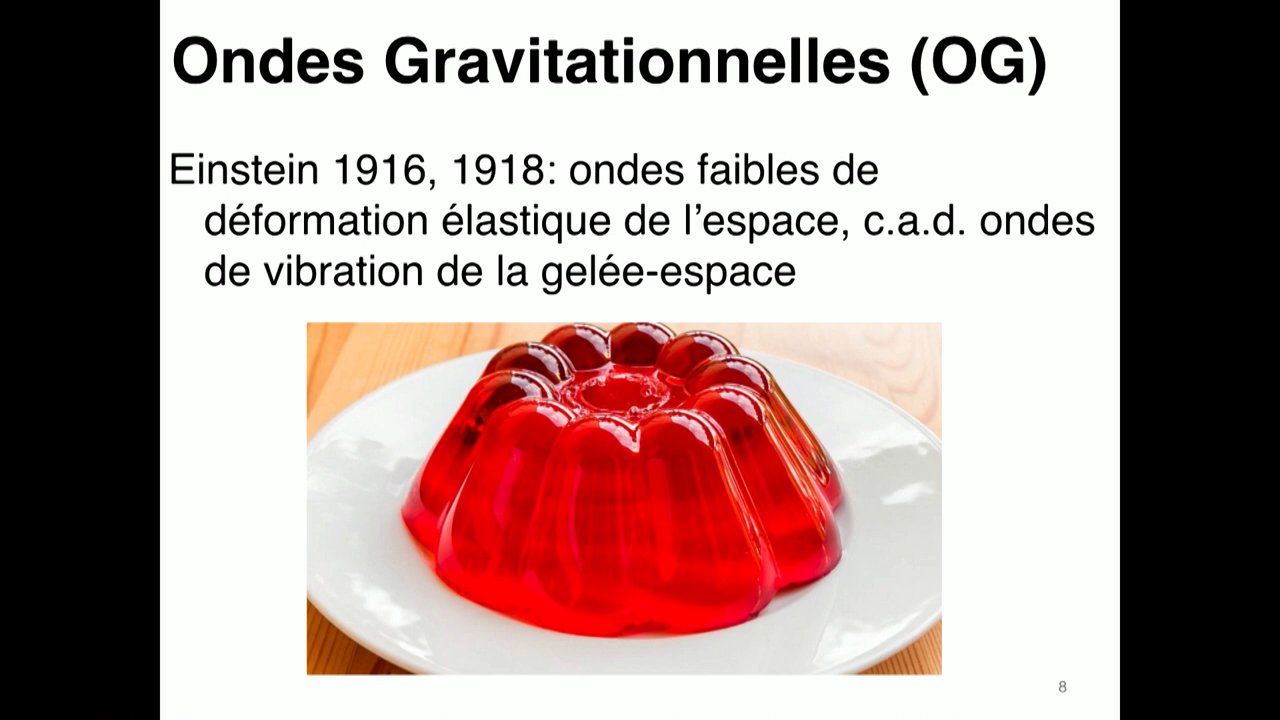 Ondes Gravitationnelles (OG)
Einstein 1916, 1918: ondes faibles de
déformation élastique de l’espace, c.a.d. ondes
de vibration de la gelée-espace
8